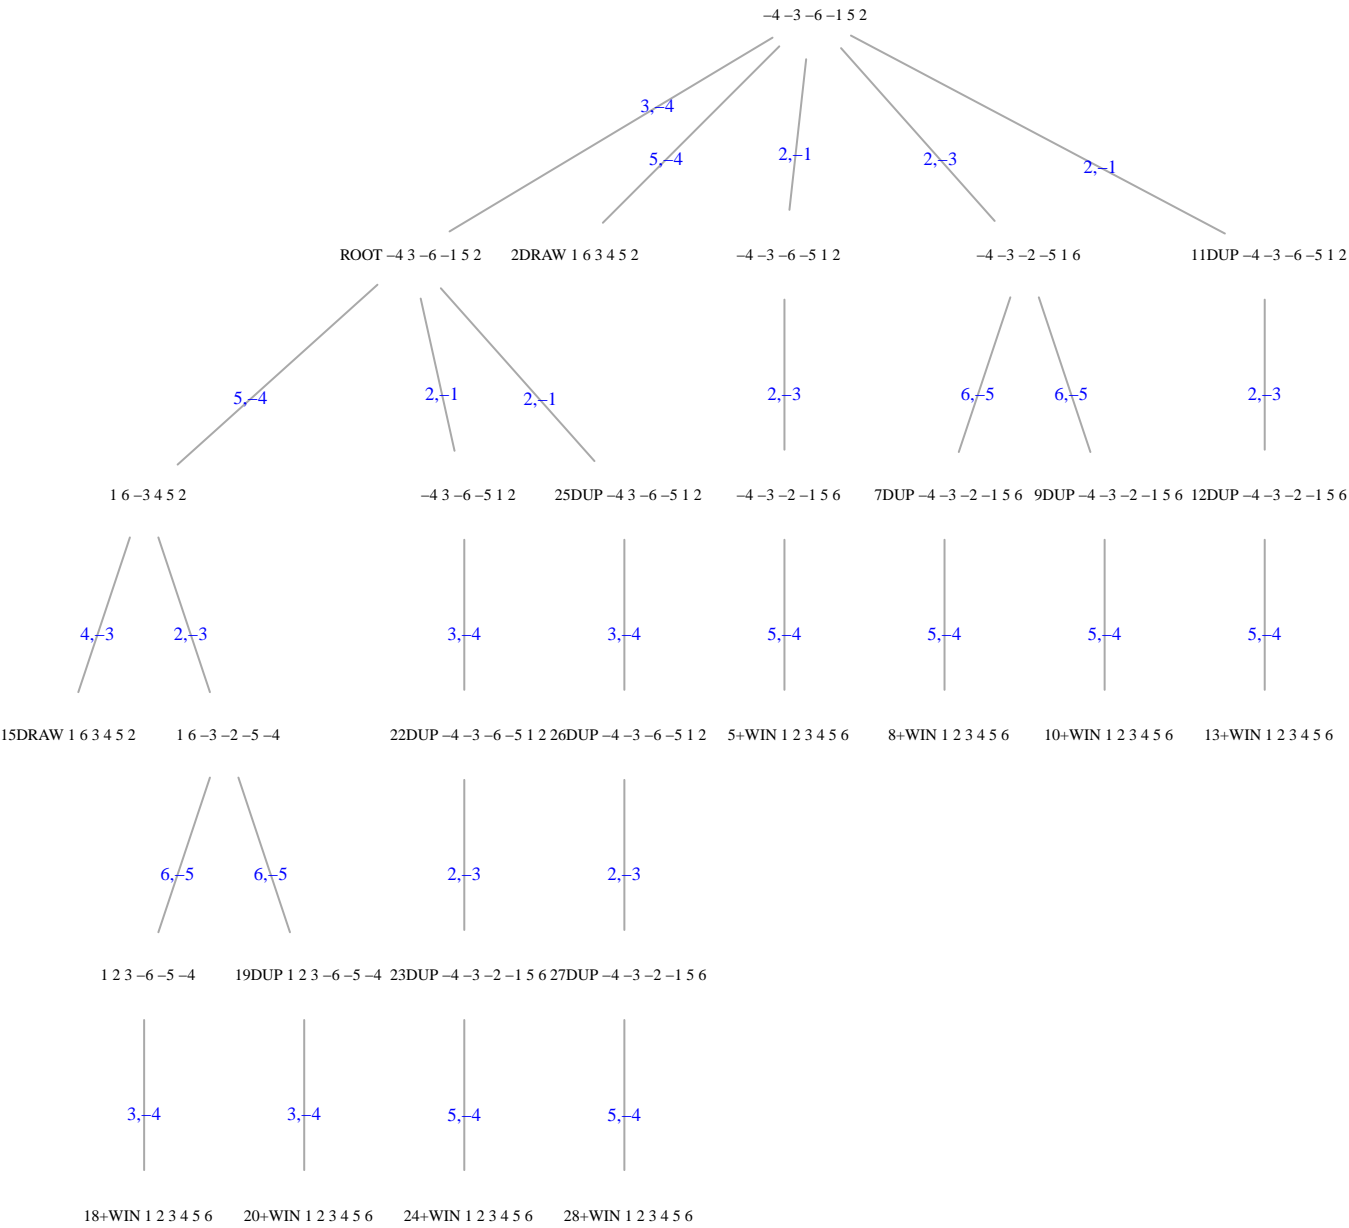 −4 −3 −6 −1 5 2
3,−4
5,−4
2,−1
2,−3
2,−1
ROOT −4 3 −6 −1 5 2
2DRAW 1 6 3 4 5 2
−4 −3 −6 −5 1 2
−4 −3 −2 −5 1 6
11DUP −4 −3 −6 −5 1 2
5,−4
2,−1
2,−1
2,−3
6,−5
6,−5
2,−3
1 6 −3 4 5 2
−4 3 −6 −5 1 2
25DUP −4 3 −6 −5 1 2
−4 −3 −2 −1 5 6
7DUP −4 −3 −2 −1 5 6
9DUP −4 −3 −2 −1 5 6
12DUP −4 −3 −2 −1 5 6
4,−3
2,−3
3,−4
3,−4
5,−4
5,−4
5,−4
5,−4
15DRAW 1 6 3 4 5 2
1 6 −3 −2 −5 −4
22DUP −4 −3 −6 −5 1 2
26DUP −4 −3 −6 −5 1 2
5+WIN 1 2 3 4 5 6
8+WIN 1 2 3 4 5 6
10+WIN 1 2 3 4 5 6
13+WIN 1 2 3 4 5 6
6,−5
6,−5
2,−3
2,−3
1 2 3 −6 −5 −4
19DUP 1 2 3 −6 −5 −4
23DUP −4 −3 −2 −1 5 6
27DUP −4 −3 −2 −1 5 6
3,−4
3,−4
5,−4
5,−4
18+WIN 1 2 3 4 5 6
20+WIN 1 2 3 4 5 6
24+WIN 1 2 3 4 5 6
28+WIN 1 2 3 4 5 6